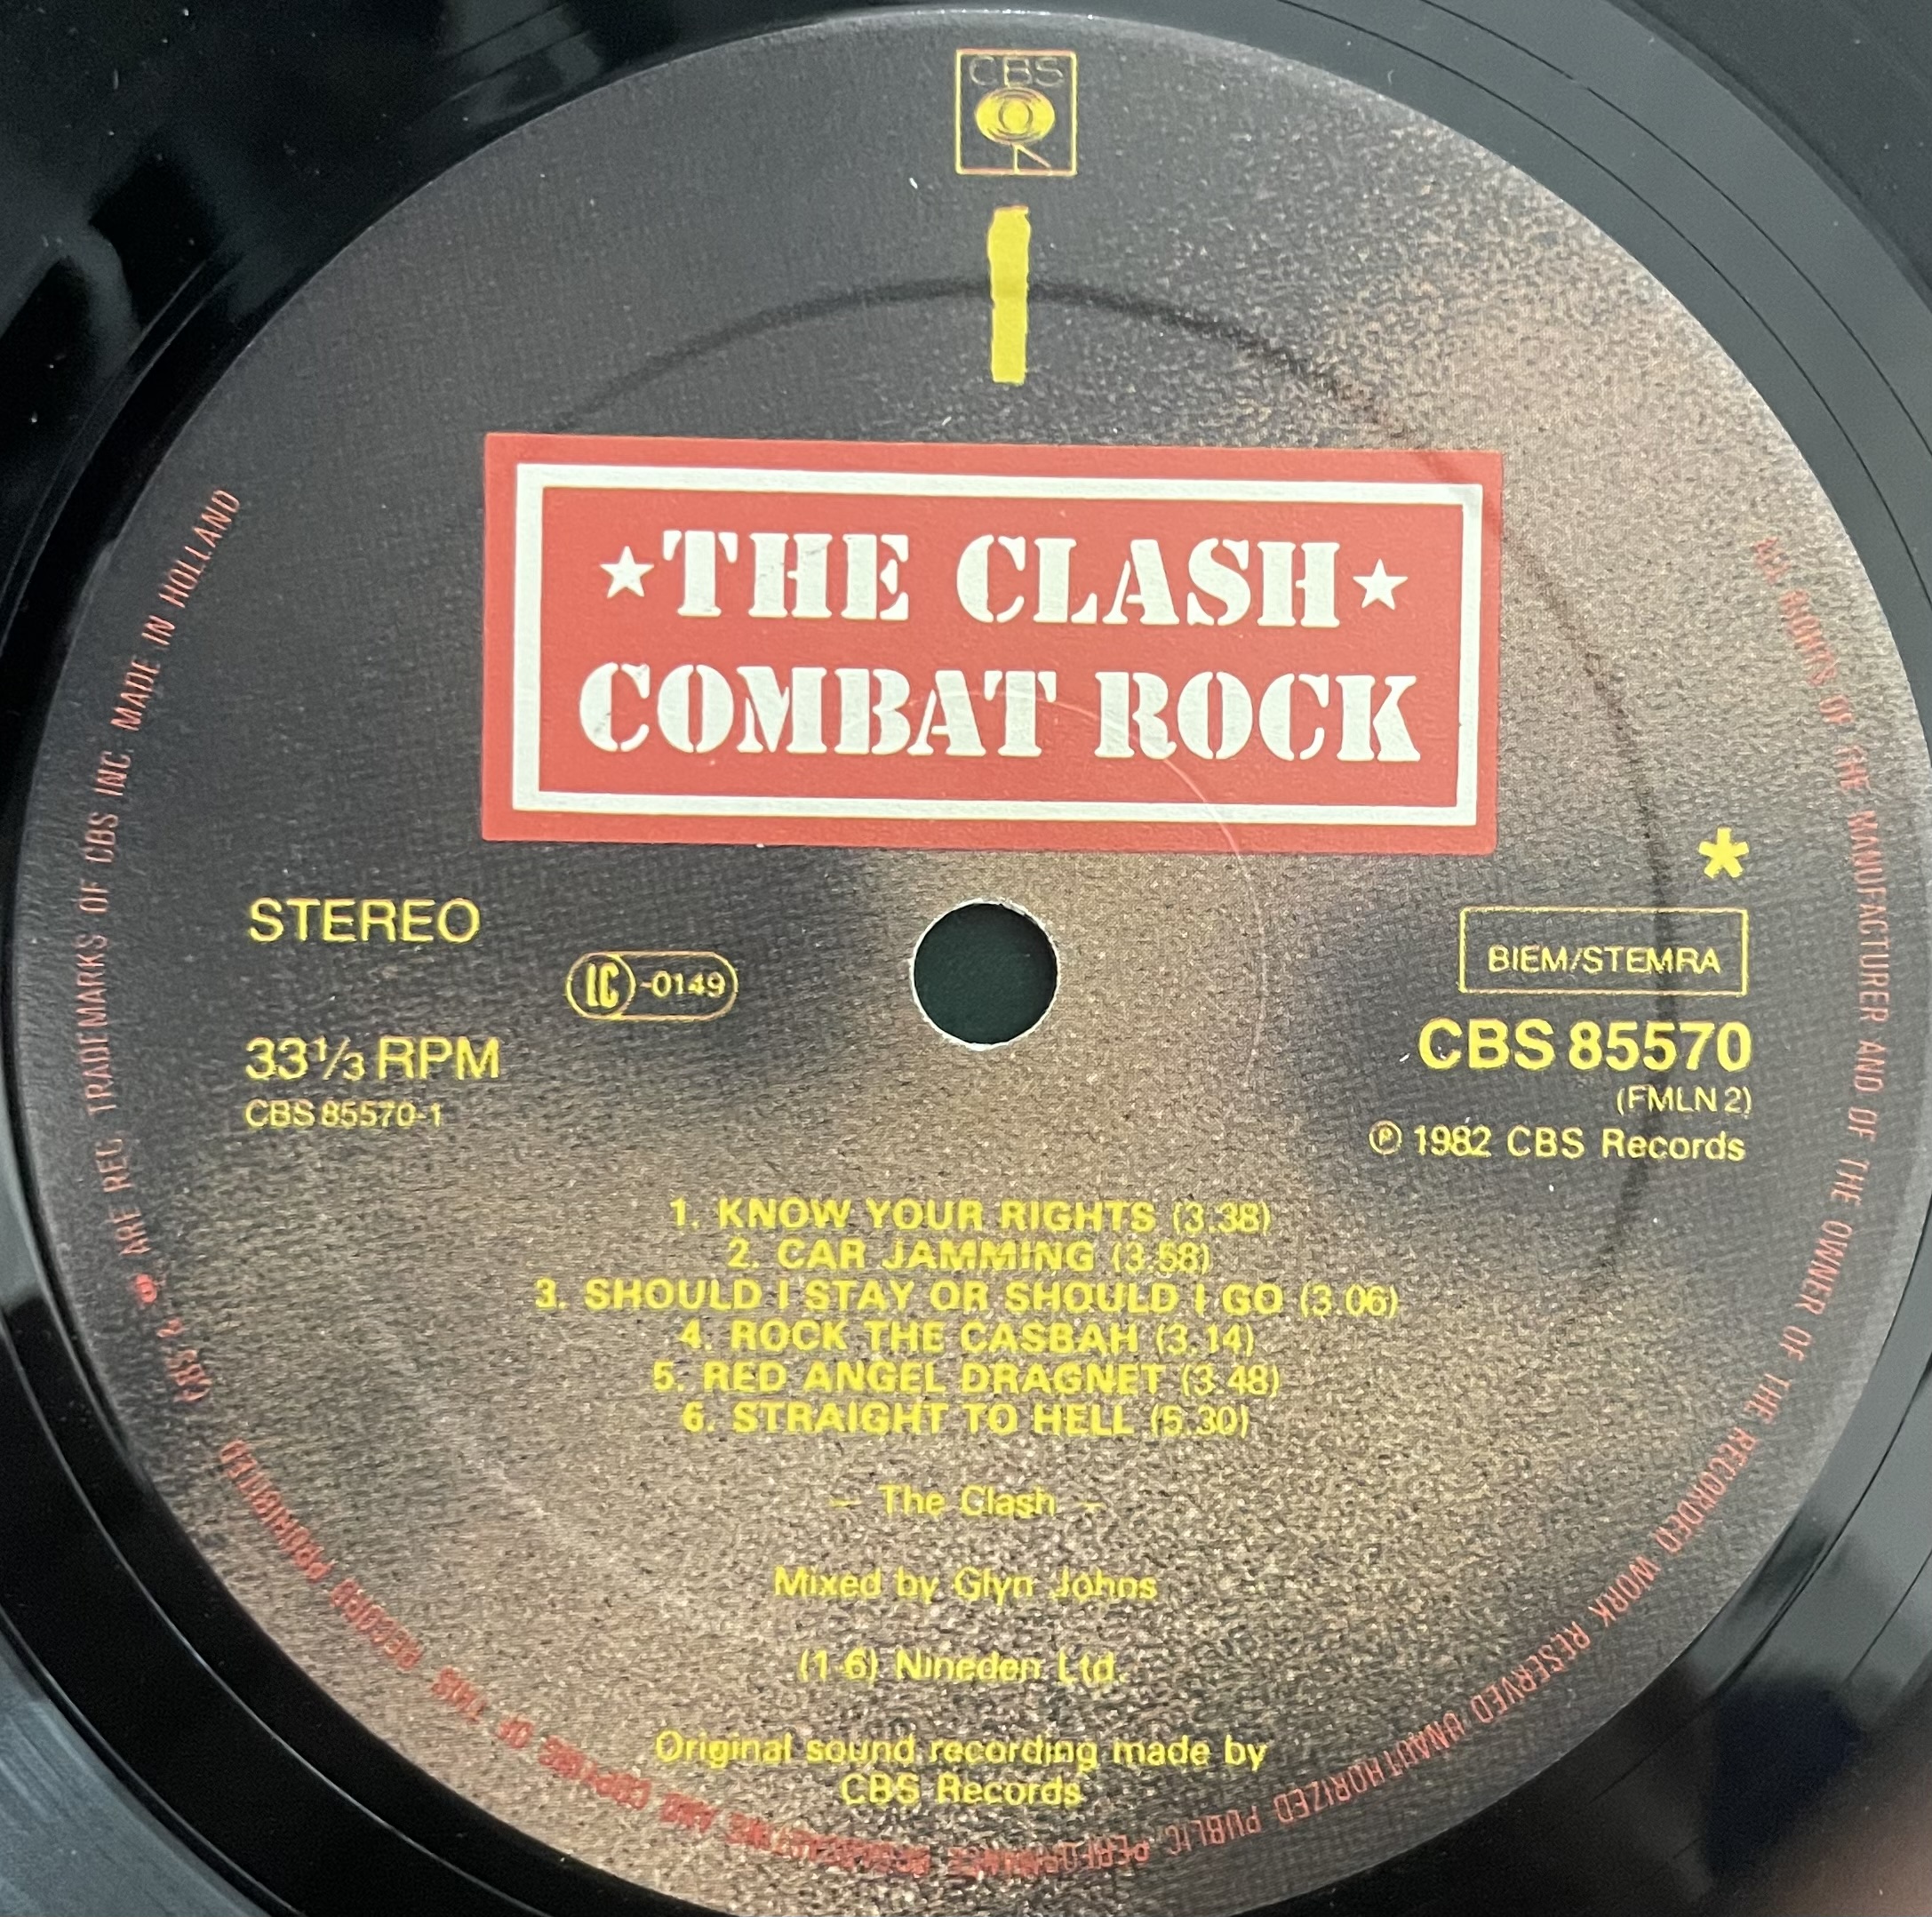 CBS
1
★THE CLASH★
COMBAT ROCK
*
STEREO
LC-0149
33⅓ RPM
CBS 85570-1
BIEM/STEMRA
CBS 85570
(FMLN 2)
Ⓟ 1982 CBS Records
1. KNOW YOUR RIGHTS (3.38)
2. CAR JAMMING (3.58)
3. SHOULD I STAY OR SHOULD I GO (3.06)
4. ROCK THE CASBAH (3.14)
5. RED ANGEL DRAGNET (3.48)
6. STRAIGHT TO HELL (5.30)
– The Clash –
Mixed by Glyn Johns
(1-6) Nineden Ltd.
Original sound recording made by
CBS Records
ALL RIGHTS OF THE MANUFACTURER AND OF THE OWNER OF THE RECORDED WORK RESERVED UNAUTHORIZED PUBLIC PERFORMANCE BROADCASTING AND COPYING OF THIS RECORD PROHIBITED
CBS & ARE REG. TRADEMARKS OF CBS INC. MADE IN HOLLAND